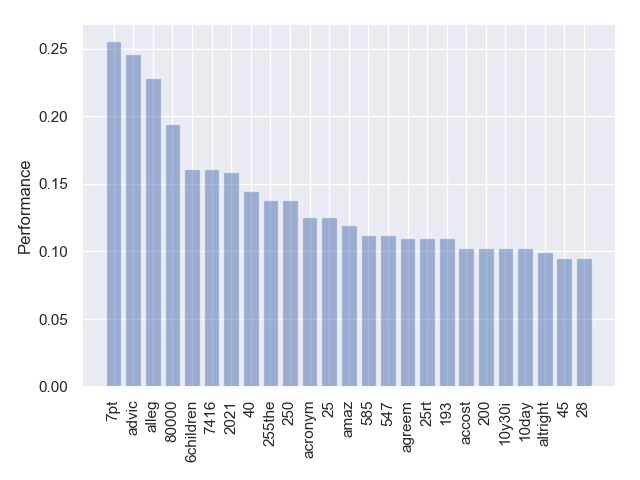 0.25
0.20
0.15
0.10
0.05
0.00
Performance
7pt
advic
alleg
80000
6children
7416
2021
40
255the
250
acronym
25
amaz
585
547
agreem
25rt
193
accost
200
10y30i
10day
altright
45
28